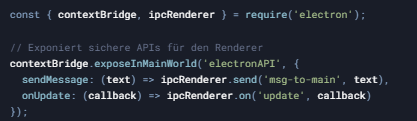 const { contextBridge, ipcRenderer } = require('electron');
// Exponiert sichere APIs für den Renderer
contextBridge.exposeInMainWorld('electronAPI', {
  sendMessage: (text) => ipcRenderer.send('msg-to-main', text),
  onUpdate: (callback) => ipcRenderer.on('update', callback)
});